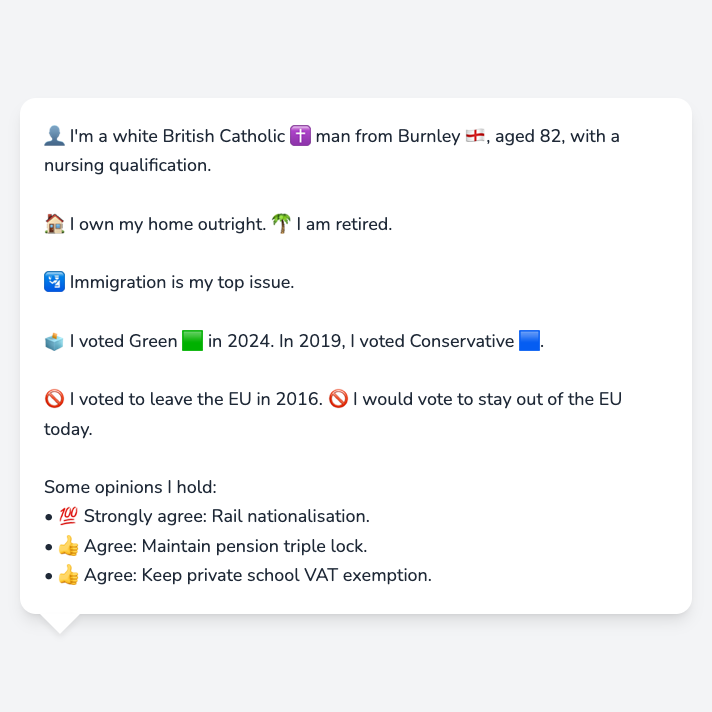 👤 I'm a white British Catholic ✝️ man from Burnley 🏴󠁧󠁢󠁥󠁮󠁧󠁿, aged 82, with a
nursing qualification.
🏠 I own my home outright. 🌴 I am retired.
🛂 Immigration is my top issue.
🗳️ I voted Green 🟩 in 2024. In 2019, I voted Conservative 🟦.
🚫 I voted to leave the EU in 2016. 🚫 I would vote to stay out of the EU
today.
Some opinions I hold:
• 💯 Strongly agree: Rail nationalisation.
• 👍 Agree: Maintain pension triple lock.
• 👍 Agree: Keep private school VAT exemption.